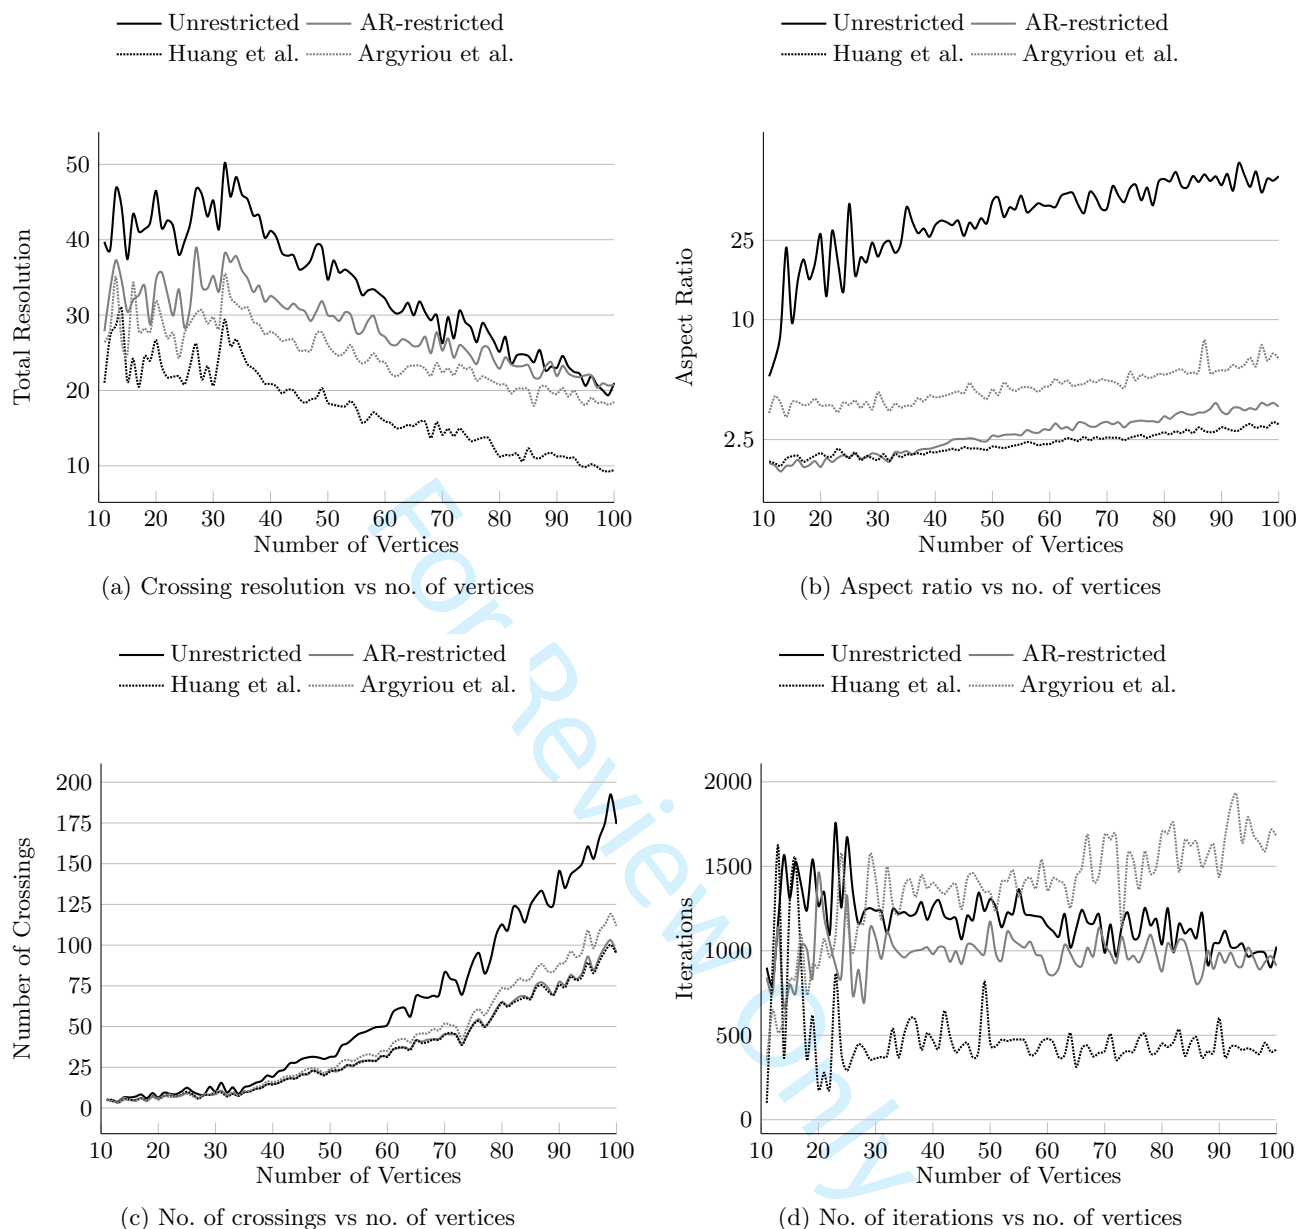 Unrestricted AR-restricted
Huang et al. Argyriou et al.
50
40
30
20
10
Total Resolution
10 20 30 40 50 60 70 80 90 100
Number of Vertices
(a) Crossing resolution vs no. of vertices
Unrestricted AR-restricted
Huang et al. Argyriou et al.
25
10
2.5
Aspect Ratio
10 20 30 40 50 60 70 80 90 100
Number of Vertices
(b) Aspect ratio vs no. of vertices
Unrestricted AR-restricted
Huang et al. Argyriou et al.
200
175
150
125
100
75
50
25
0
Number of Crossings
10 20 30 40 50 60 70 80 90 100
Number of Vertices
(c) No. of crossings vs no. of vertices
Unrestricted AR-restricted
Huang et al. Argyriou et al.
2000
1500
1000
500
0
Iterations
10 20 30 40 50 60 70 80 90 100
Number of Vertices
(d) No. of iterations vs no. of vertices
For Review Only